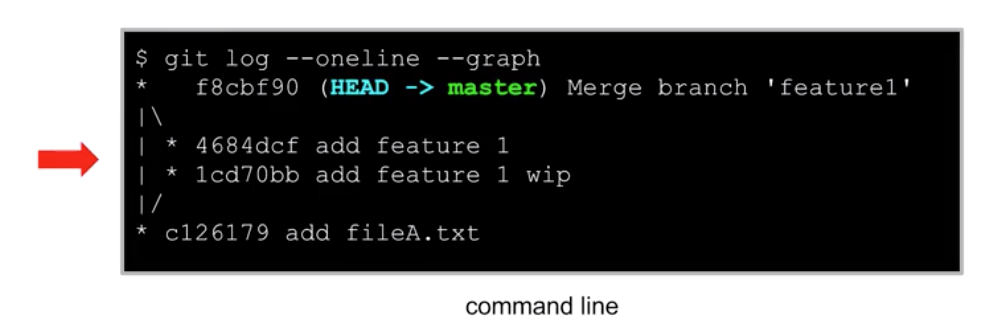 $ git log --oneline --graph
*   f8cbf90 (HEAD -> master) Merge branch 'feature1'
|\
| * 4684dcf add feature 1
| * 1cd70bb add feature 1 wip
|/
* c126179 add fileA.txt
command line